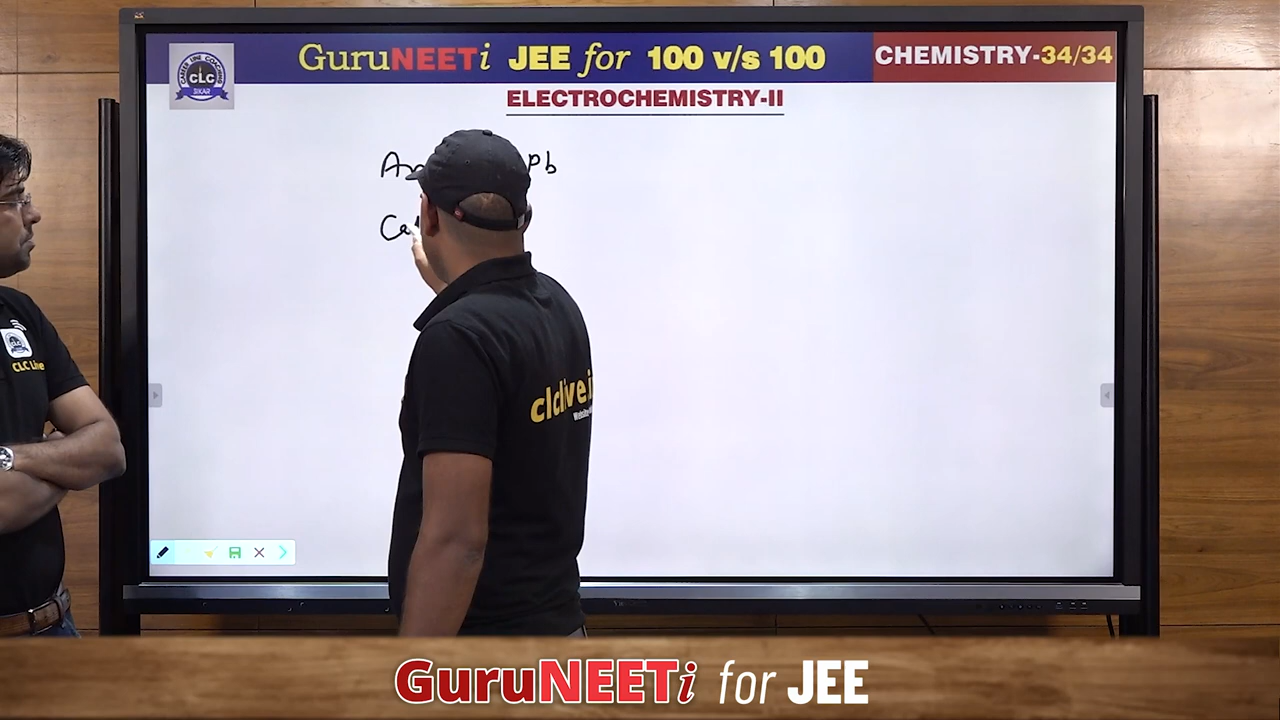 GuruNEETi JEE for 100 v/s 100
CHEMISTRY-34/34
CLC
SIKAR
ELECTROCHEMISTRY-II
Pb
CLC Live
clclive.i
Website
GuruNEETi for JEE